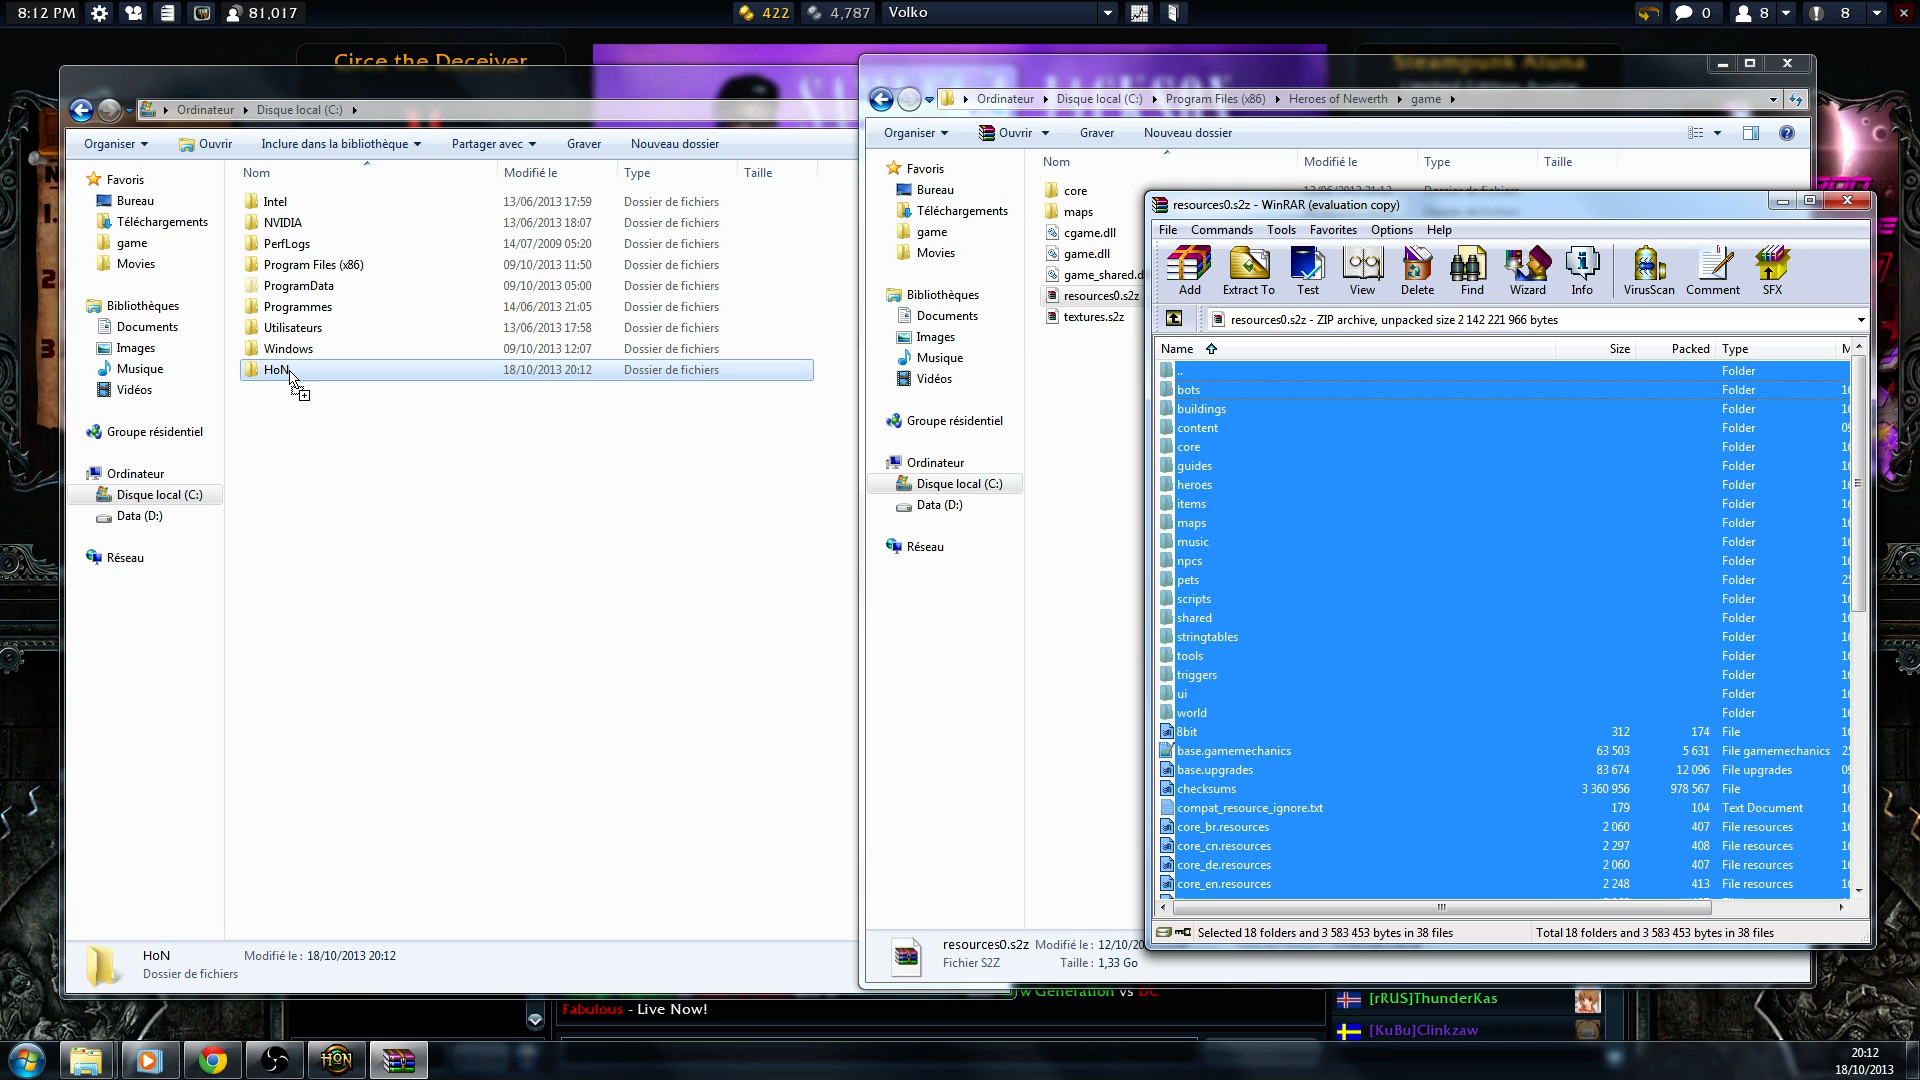 8:12 PM 81,017 422 4,787 Volko 0 8 8
Circe the Deceiver
Steampunk Aluna
Ordinateur Disque local (C:)
Organiser Ouvrir Inclure dans la bibliothèque Partager avec Graver Nouveau dossier
Nom Modifié le Type Taille
Favoris
Bureau
Téléchargements
game
Movies
Bibliothèques
Documents
Images
Musique
Vidéos
Groupe résidentiel
Ordinateur
Disque local (C:)
Data (D:)
Réseau
Intel 13/06/2013 17:59 Dossier de fichiers
NVIDIA 13/06/2013 18:07 Dossier de fichiers
PerfLogs 14/07/2009 05:20 Dossier de fichiers
Program Files (x86) 09/10/2013 11:50 Dossier de fichiers
ProgramData 09/10/2013 05:00 Dossier de fichiers
Programmes 14/06/2013 21:05 Dossier de fichiers
Utilisateurs 13/06/2013 17:58 Dossier de fichiers
Windows 09/10/2013 12:07 Dossier de fichiers
HoN 18/10/2013 20:12 Dossier de fichiers
HoN Modifié le : 18/10/2013 20:12
Dossier de fichiers
Ordinateur Disque local (C:) Program Files (x86) Heroes of Newerth game
Organiser Ouvrir Graver Nouveau dossier
Nom Modifié le Type Taille
Favoris
Bureau
Téléchargements
game
Movies
Bibliothèques
Documents
Images
Musique
Vidéos
Groupe résidentiel
Ordinateur
Disque local (C:)
Data (D:)
Réseau
core
maps
cgame.dll
game.dll
game_shared.d
resources0.s2z
textures.s2z
resources0.s2z Modifié le : 12/10/20
Fichier S2Z Taille : 1,33 Go
resources0.s2z - WinRAR (evaluation copy)
File Commands Tools Favorites Options Help
Add Extract To Test View Delete Find Wizard Info VirusScan Comment SFX
resources0.s2z - ZIP archive, unpacked size 2 142 221 966 bytes
Name Size Packed Type M
.. Folder
bots Folder
buildings Folder
content Folder
core Folder
guides Folder
heroes Folder
items Folder
maps Folder
music Folder
npcs Folder
pets Folder
scripts Folder
shared Folder
stringtables Folder
tools Folder
triggers Folder
ui Folder
world Folder
8bit 312 174 File
base.gamemechanics 63 503 5 631 File gamemechanics
base.upgrades 83 674 12 096 File upgrades
checksums 3 360 956 978 567 File
compat_resource_ignore.txt 179 104 Text Document
core_br.resources 2 060 407 File resources
core_cn.resources 2 297 408 File resources
core_de.resources 2 060 407 File resources
core_en.resources 2 248 413 File resources
Selected 18 folders and 3 583 453 bytes in 38 files Total 18 folders and 3 583 453 bytes in 38 files
w Generation vs DC
Fabulous - Live Now!
[rRUS]ThunderKas
[KuBu]Clinkzaw
HON
20:12
18/10/2013